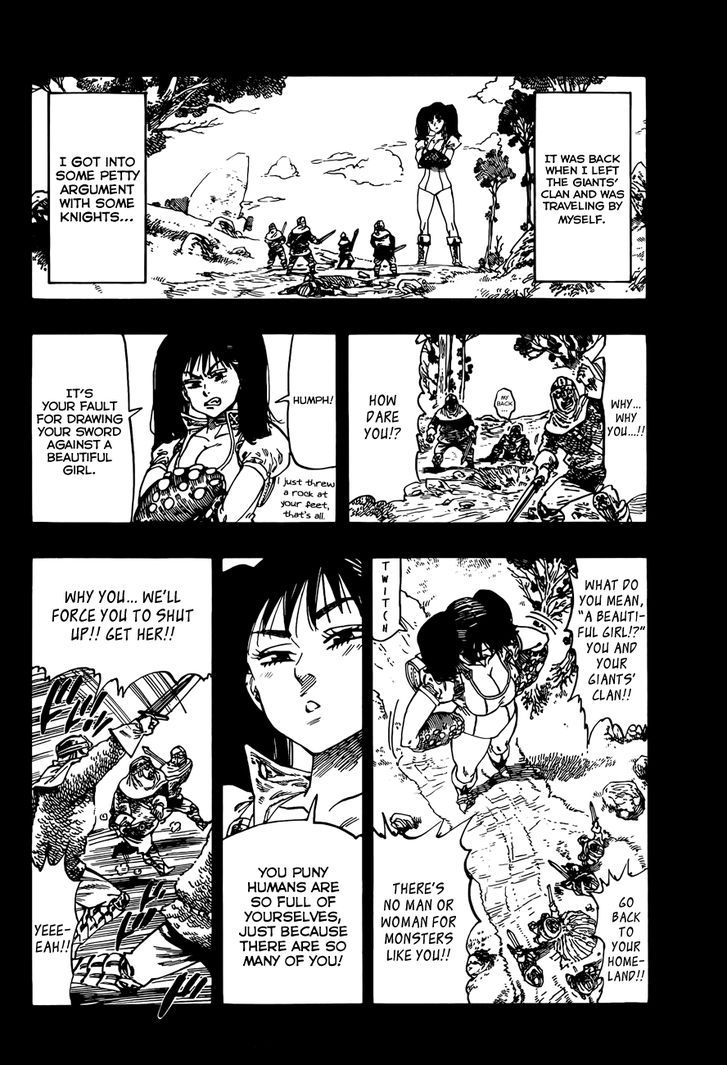 IT WAS BACK
WHEN I LEFT
THE GIANTS'
CLAN AND WAS
TRAVELING BY
MYSELF.
I GOT INTO
SOME PETTY
ARGUMENT
WITH SOME
KNIGHTS...
WHY...
WHY
YOU...!!
MY
BACK
HOW
DARE
YOU!?
HUMPH!
I just threw
a rock at
your feet,
that's all.
IT'S
YOUR FAULT
FOR DRAWING
YOUR SWORD
AGAINST A
BEAUTIFUL
GIRL.
WHAT DO
YOU MEAN,
"A BEAUTI-
FUL GIRL!?"
YOU AND
YOUR
GIANTS'
CLAN!!
TWITCH
GO
BACK
TO
YOUR
HOME-
LAND!!
THERE'S
NO MAN OR
WOMAN FOR
MONSTERS
LIKE YOU!!
YOU PUNY
HUMANS ARE
SO FULL OF
YOURSELVES,
JUST BECAUSE
THERE ARE SO
MANY OF YOU!
WHY YOU... WE'LL
FORCE YOU TO SHUT
UP!! GET HER!!
YEEE-
EAH!!